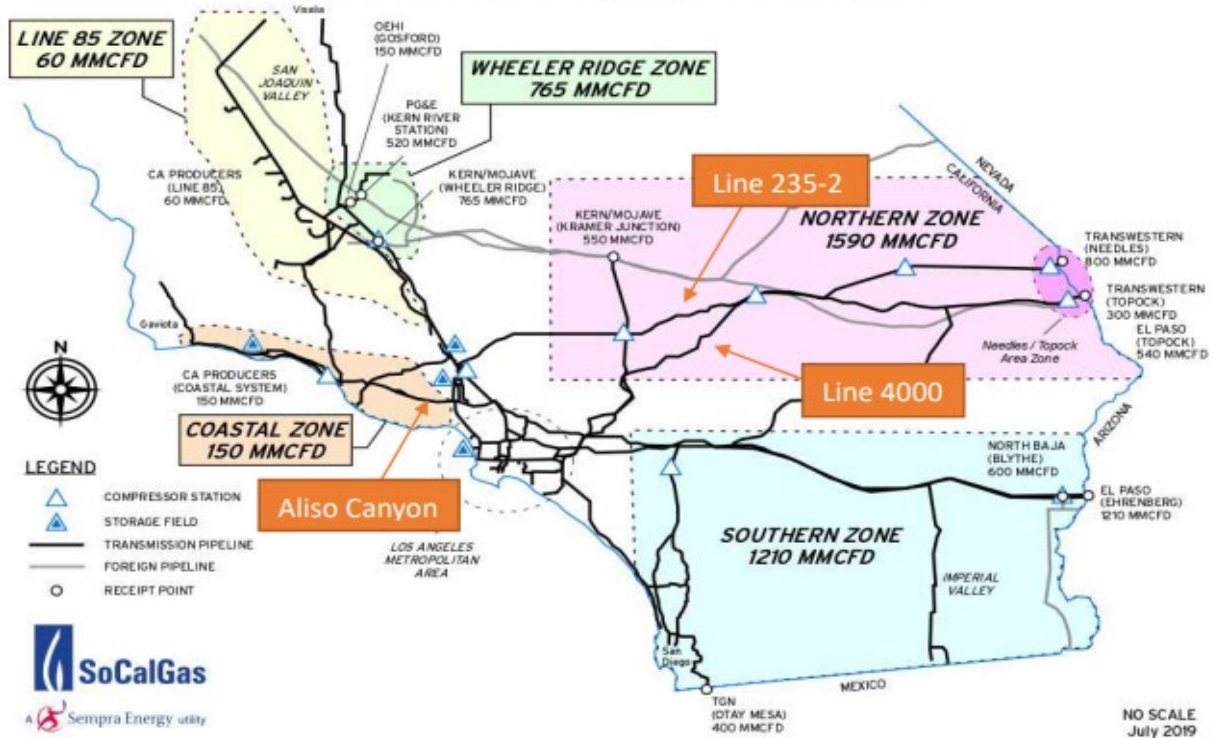 Visalia
OEHI
(GOSFORD)
150 MMCFD
LINE 85 ZONE
60 MMCFD
SAN
JOAQUIN
VALLEY
WHEELER RIDGE ZONE
765 MMCFD
PG&E
(KERN RIVER
STATION)
520 MMCFD
CA PRODUCERS
(LINE 85)
60 MMCFD
KERN/MOJAVE
(WHEELER RIDGE)
765 MMCFD
Line 235-2
NEVADA
CALIFORNIA
KERN/MOJAVE
(KRAMER JUNCTION)
550 MMCFD
NORTHERN ZONE
1590 MMCFD
TRANSWESTERN
(NEEDLES)
800 MMCFD
TRANSWESTERN
(TOPOCK)
300 MMCFD
EL PASO
(TOPOCK)
540 MMCFD
Needles / Topock
Area Zone
Gaviota
N
CA PRODUCERS
(COASTAL SYSTEM)
150 MMCFD
Line 4000
COASTAL ZONE
150 MMCFD
ARIZONA
Aliso Canyon
NORTH BAJA
(BLYTHE)
600 MMCFD
EL PASO
(EHRENBERG)
1210 MMCFD
LEGEND
COMPRESSOR STATION
STORAGE FIELD
TRANSMISSION PIPELINE
FOREIGN PIPELINE
RECEIPT POINT
LOS ANGELES
METROPOLITAN
AREA
SOUTHERN ZONE
1210 MMCFD
IMPERIAL
VALLEY
San
Diego
MEXICO
TGN
(OTAY MESA)
400 MMCFD
SoCalGas
A Sempra Energy utility
NO SCALE
July 2019